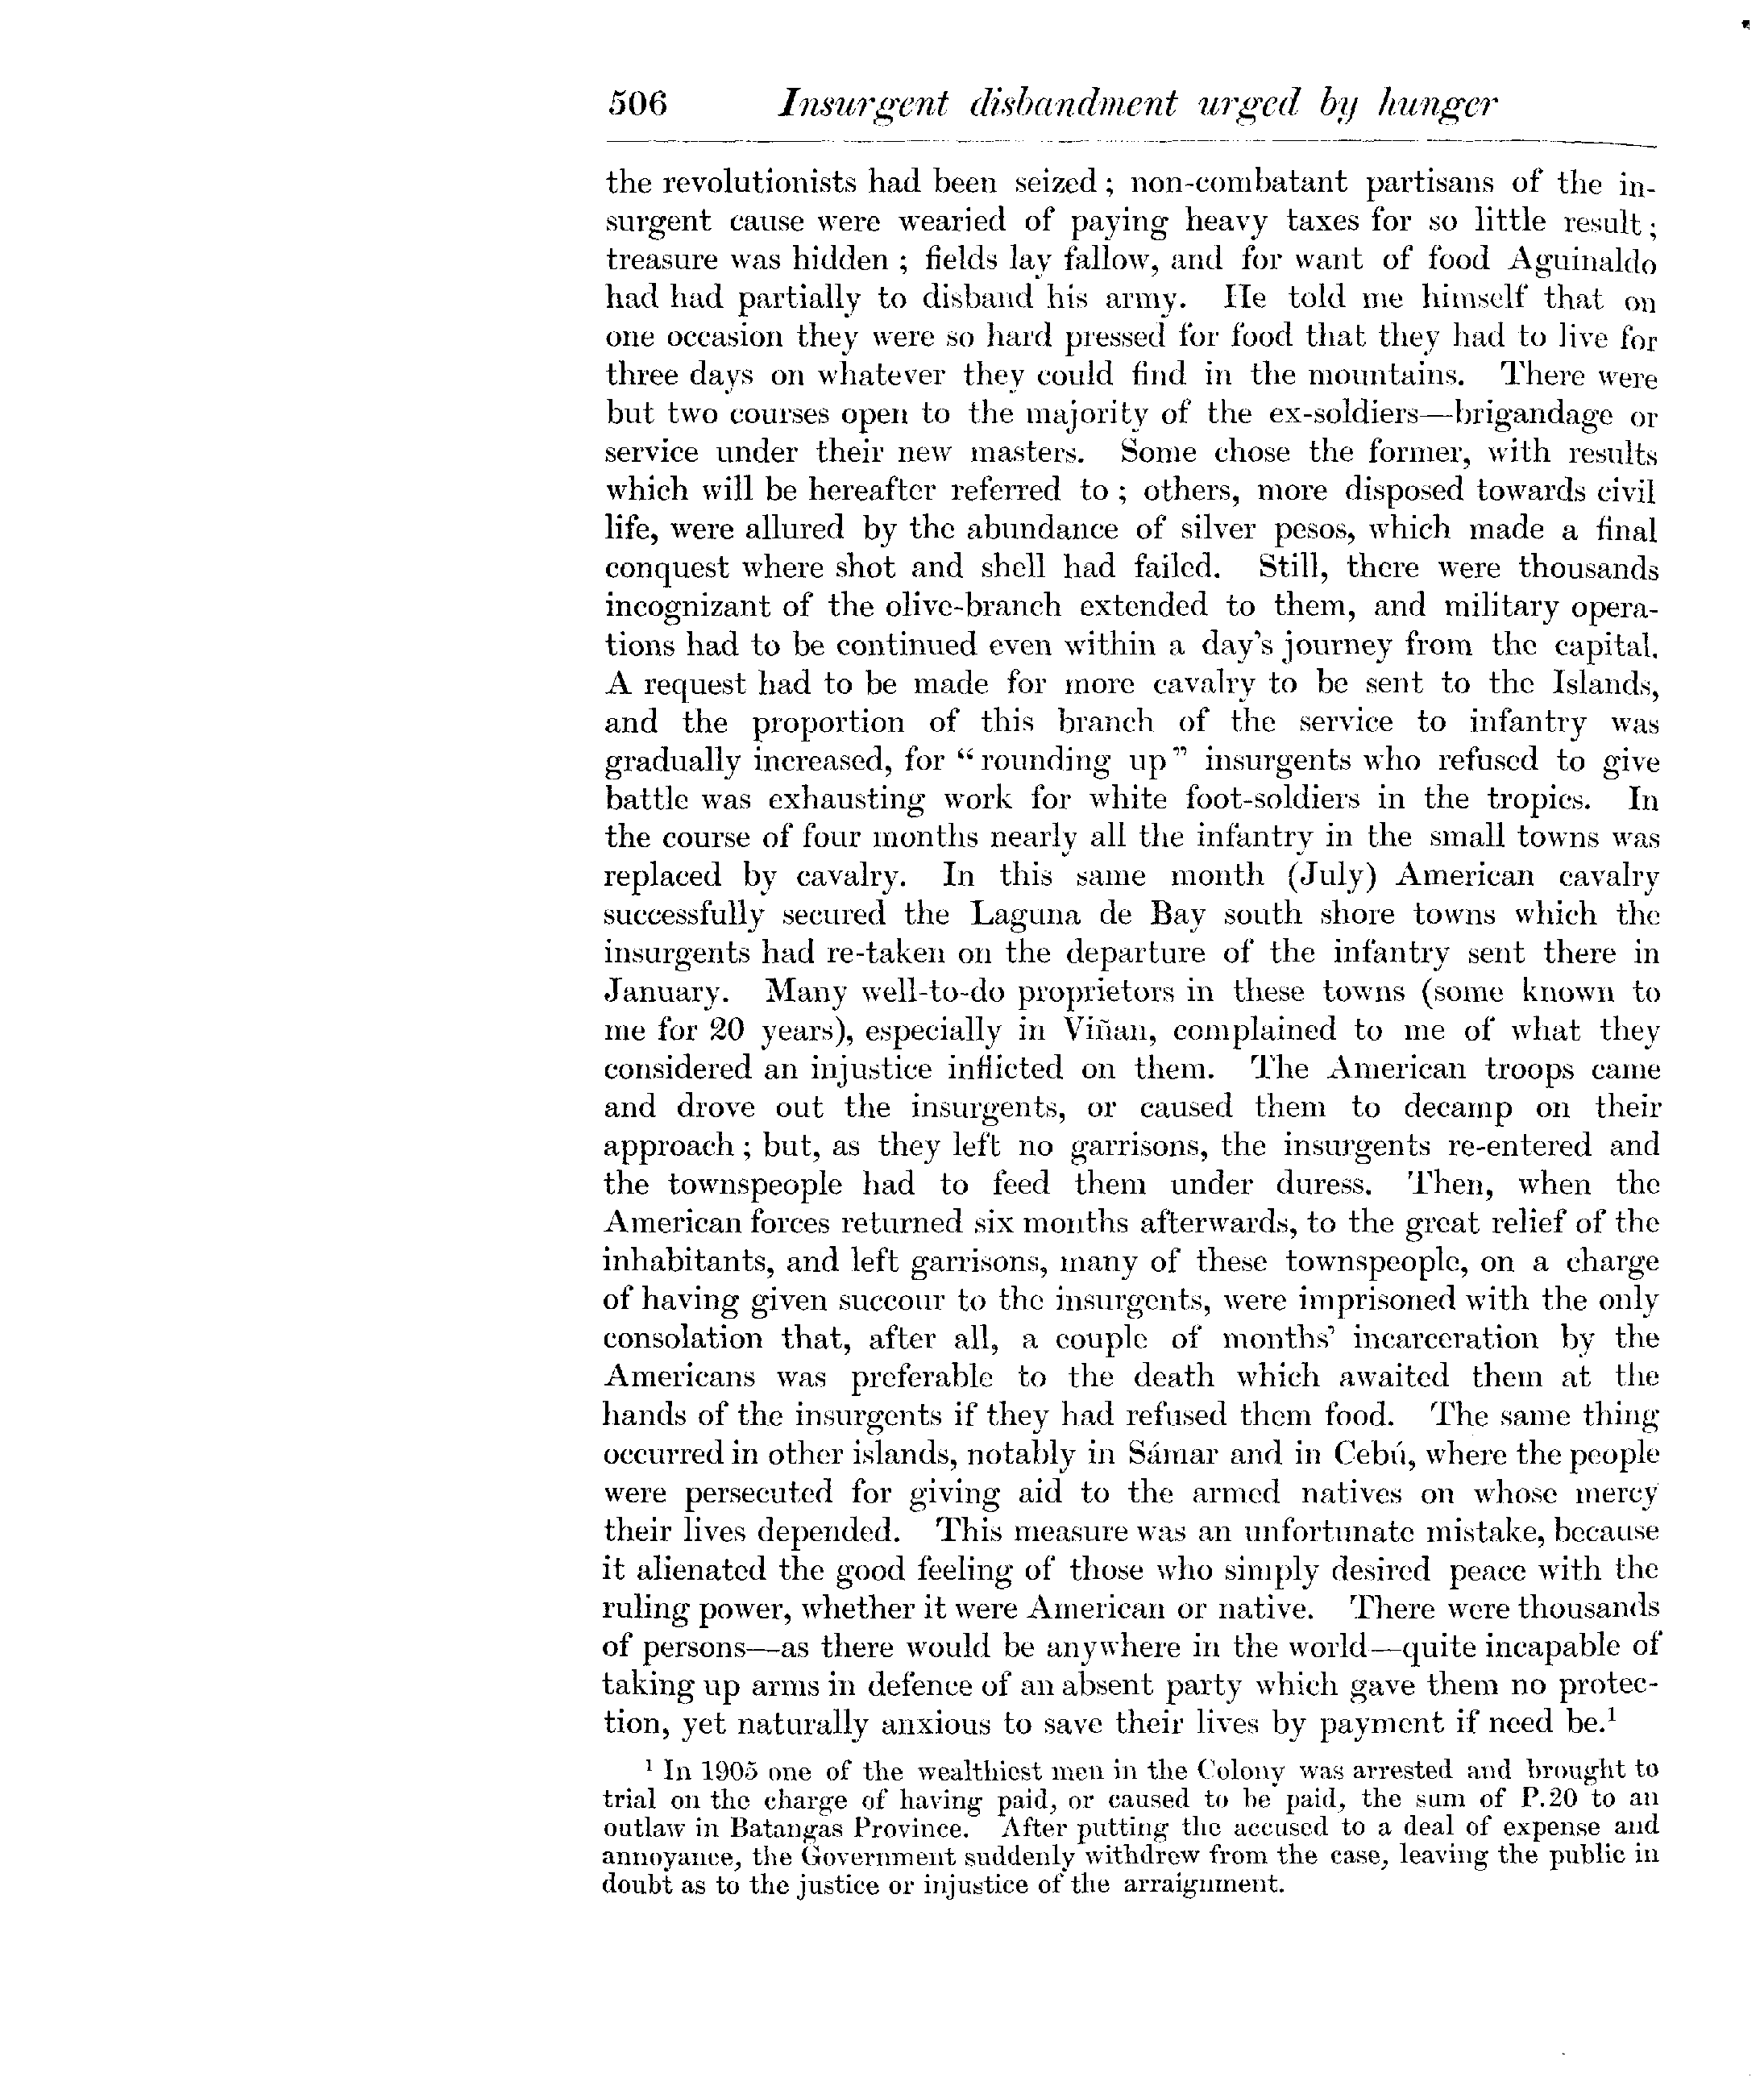 506 Insurgent disbandment urged by hunger
the revolutionists had been seized ; non-combatant partisans of the in-
surgent cause were wearied of paying heavy taxes for so little result ;
treasure was hidden ; fields lay fallow, and for want of food Aguinaldo
had had partially to disband his army. He told me himself that on
one occasion they were so hard pressed for food that they had to live for
three days on whatever they could find in the mountains. There were
but two courses open to the majority of the ex-soldiers—brigandage or
service under their new masters. Some chose the former, with results
which will be hereafter referred to ; others, more disposed towards civil
life, were allured by the abundance of silver pesos, which made a final
conquest where shot and shell had failed. Still, there were thousands
incognizant of the olive-branch extended to them, and military opera-
tions had to be continued even within a day's journey from the capital.
A request had to be made for more cavalry to be sent to the Islands,
and the proportion of this branch of the service to infantry was
gradually increased, for “rounding up” insurgents who refused to give
battle was exhausting work for white foot-soldiers in the tropics. In
the course of four months nearly all the infantry in the small towns was
replaced by cavalry. In this same month (July) American cavalry
successfully secured the Laguna de Bay south shore towns which the
insurgents had re-taken on the departure of the infantry sent there in
January. Many well-to-do proprietors in these towns (some known to
me for 20 years), especially in Viñan, complained to me of what they
considered an injustice inflicted on them. The American troops came
and drove out the insurgents, or caused them to decamp on their
approach ; but, as they left no garrisons, the insurgents re-entered and
the townspeople had to feed them under duress. Then, when the
American forces returned six months afterwards, to the great relief of the
inhabitants, and left garrisons, many of these townspeople, on a charge
of having given succour to the insurgents, were imprisoned with the only
consolation that, after all, a couple of months' incarceration by the
Americans was preferable to the death which awaited them at the
hands of the insurgents if they had refused them food. The same thing
occurred in other islands, notably in Sámar and in Cebú, where the people
were persecuted for giving aid to the armed natives on whose mercy
their lives depended. This measure was an unfortunate mistake, because
it alienated the good feeling of those who simply desired peace with the
ruling power, whether it were American or native. There were thousands
of persons—as there would be anywhere in the world—quite incapable of
taking up arms in defence of an absent party which gave them no protec-
tion, yet naturally anxious to save their lives by payment if need be.¹
¹ In 1905 one of the wealthiest men in the Colony was arrested and brought to
trial on the charge of having paid, or caused to be paid, the sum of P.20 to an
outlaw in Batangas Province. After putting the accused to a deal of expense and
annoyance, the Government suddenly withdrew from the case, leaving the public in
doubt as to the justice or injustice of the arraignment.